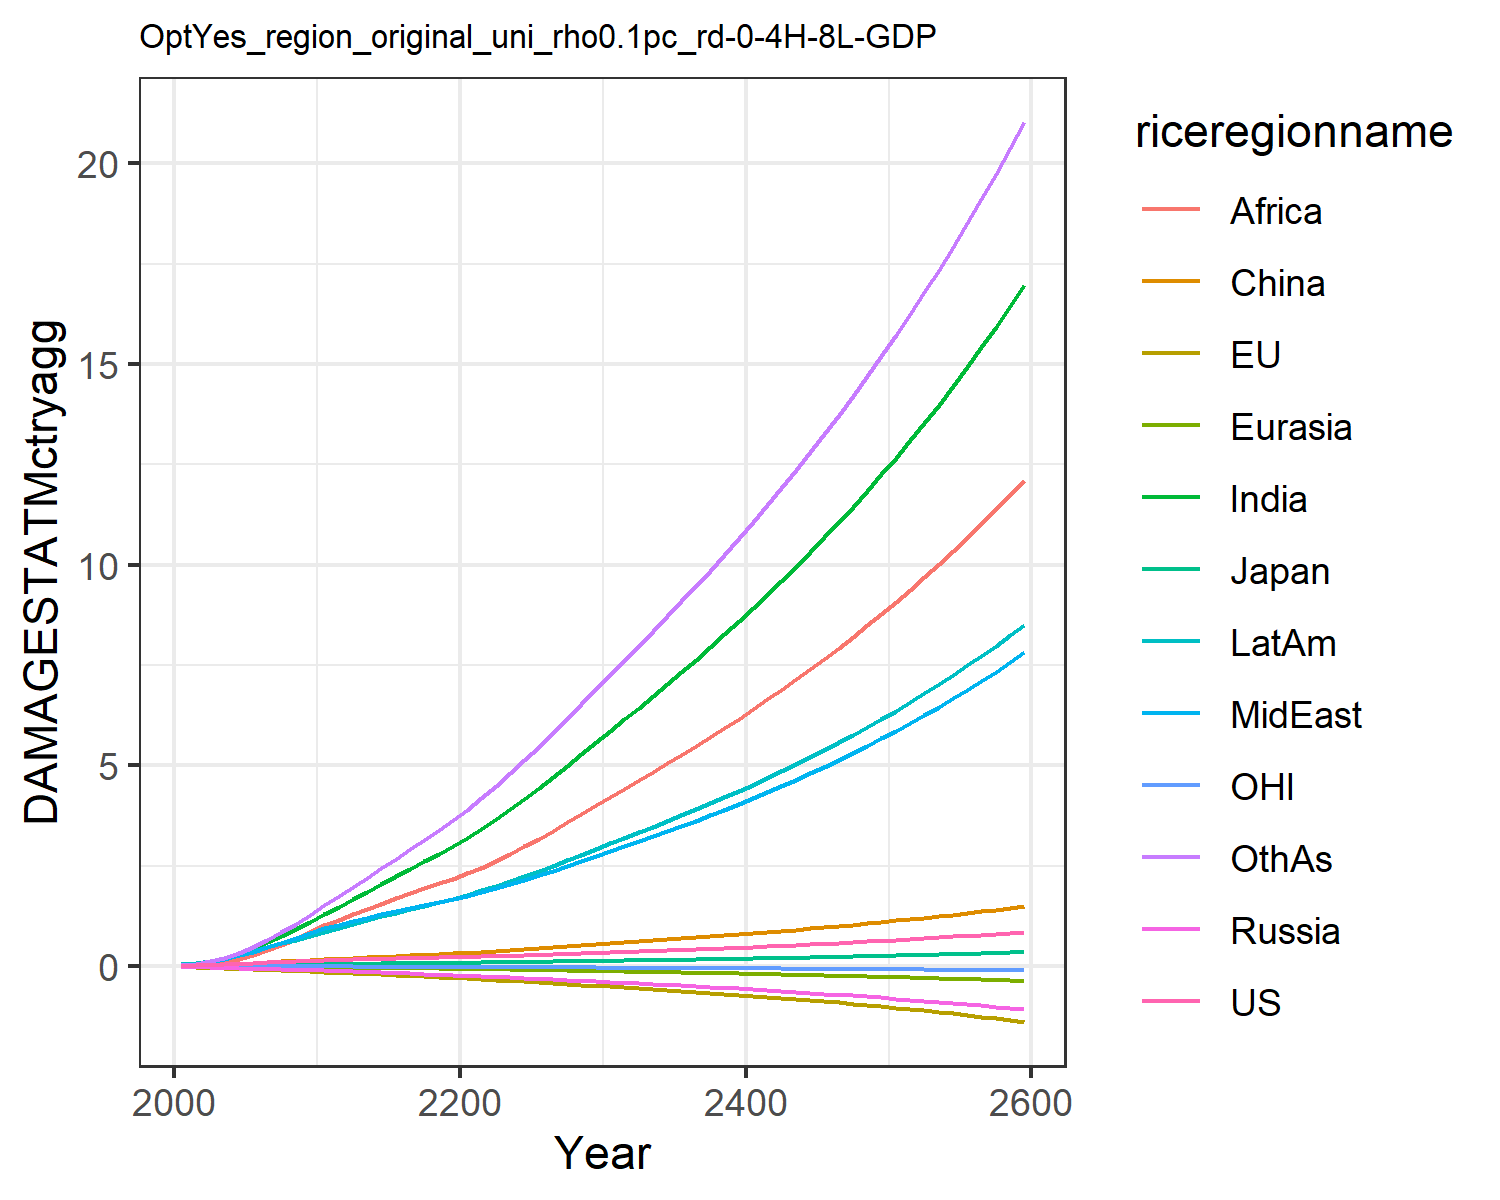 OptYes_region_original_uni_rho0.1pc_rd-0-4H-8L-GDP
DAMAGESTATMctryagg
20
15
10
5
0
2000
2200
2400
2600
Year
riceregionname
Africa
China
EU
Eurasia
India
Japan
LatAm
MidEast
OHI
OthAs
Russia
US